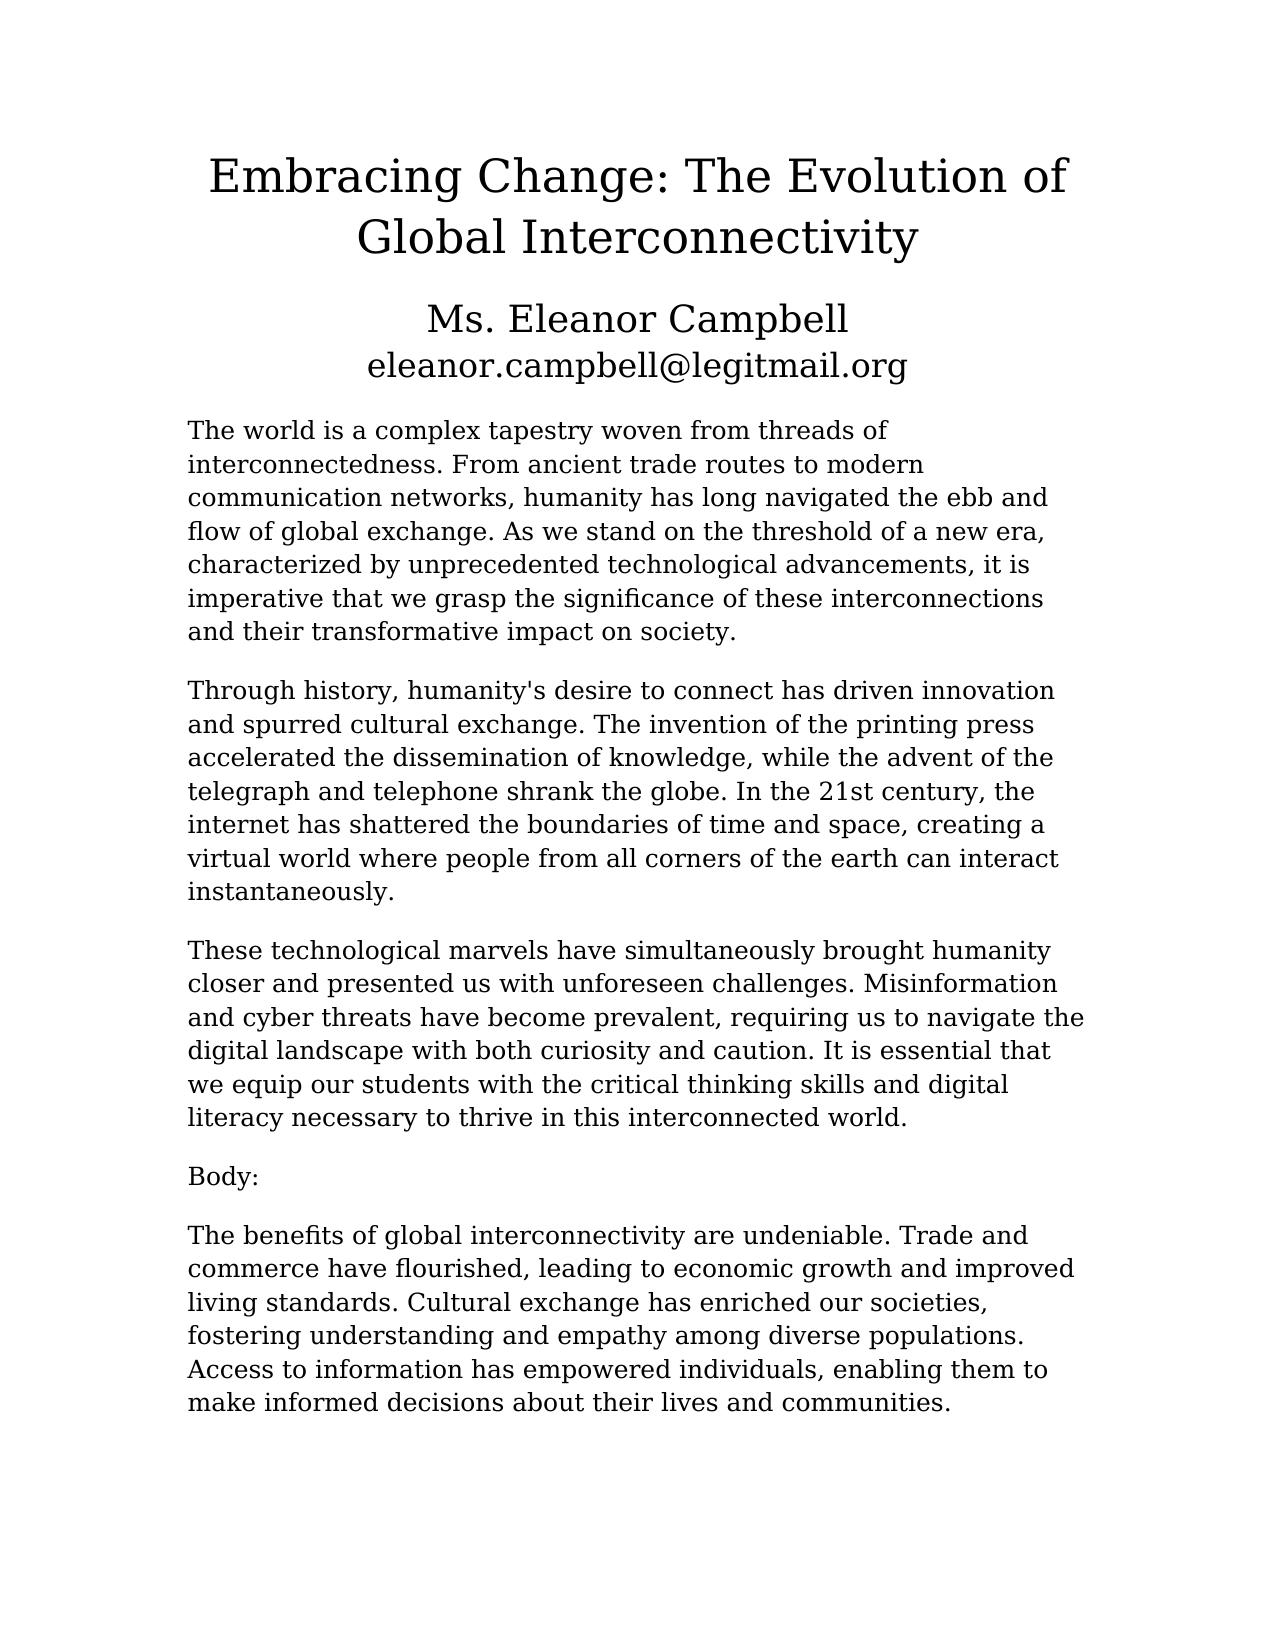 Embracing Change: The Evolution of
Global Interconnectivity
Ms. Eleanor Campbell
eleanor.campbell@legitmail.org
The world is a complex tapestry woven from threads of
interconnectedness. From ancient trade routes to modern
communication networks, humanity has long navigated the ebb and
flow of global exchange. As we stand on the threshold of a new era,
characterized by unprecedented technological advancements, it is
imperative that we grasp the significance of these interconnections
and their transformative impact on society.
Through history, humanity's desire to connect has driven innovation
and spurred cultural exchange. The invention of the printing press
accelerated the dissemination of knowledge, while the advent of the
telegraph and telephone shrank the globe. In the 21st century, the
internet has shattered the boundaries of time and space, creating a
virtual world where people from all corners of the earth can interact
instantaneously.
These technological marvels have simultaneously brought humanity
closer and presented us with unforeseen challenges. Misinformation
and cyber threats have become prevalent, requiring us to navigate the
digital landscape with both curiosity and caution. It is essential that
we equip our students with the critical thinking skills and digital
literacy necessary to thrive in this interconnected world.
Body:
The benefits of global interconnectivity are undeniable. Trade and
commerce have flourished, leading to economic growth and improved
living standards. Cultural exchange has enriched our societies,
fostering understanding and empathy among diverse populations.
Access to information has empowered individuals, enabling them to
make informed decisions about their lives and communities.